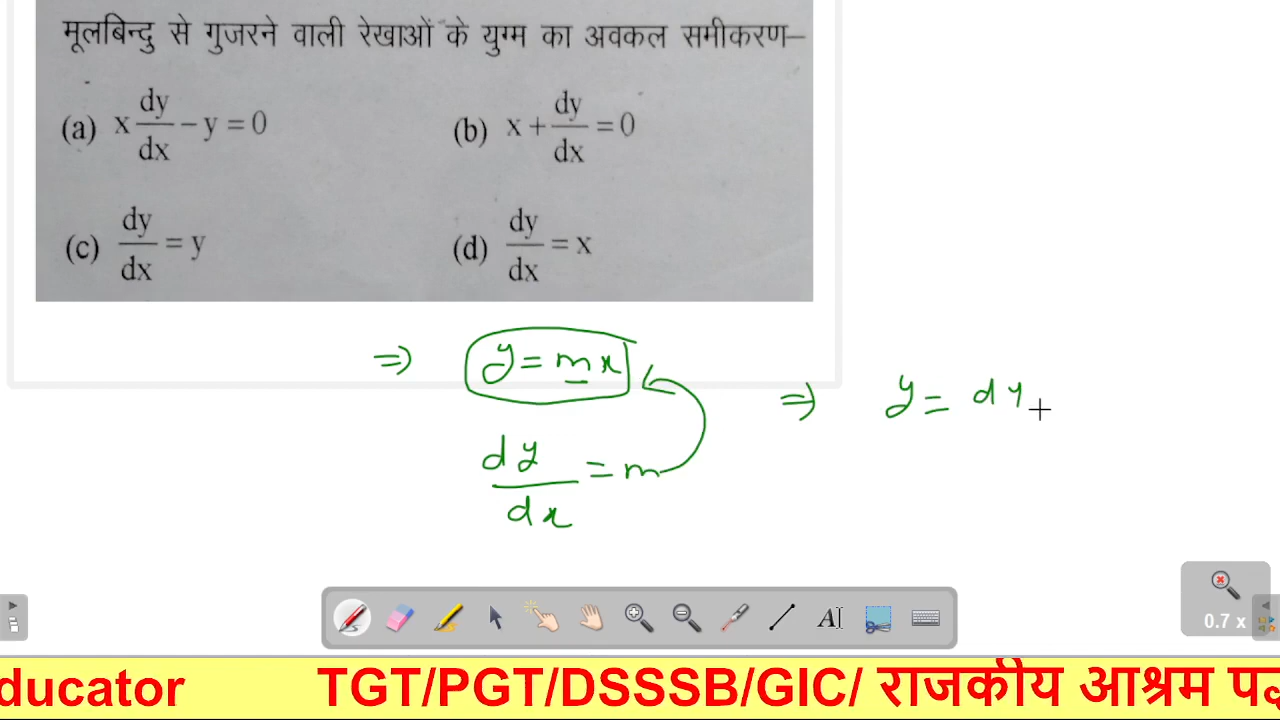 मूलबिन्दु से गुजरने वाली रेखाओं के युग्म का अवकल समीकरण–
(a) x dy/dx – y = 0 (b) x + dy/dx = 0
(c) dy/dx = y (d) dy/dx = x
⇒ y = mx
⇒ y = dy
dy/dx = m
0.7 x
ducator TGT/PGT/DSSSB/GIC/ राजकीय आश्रम